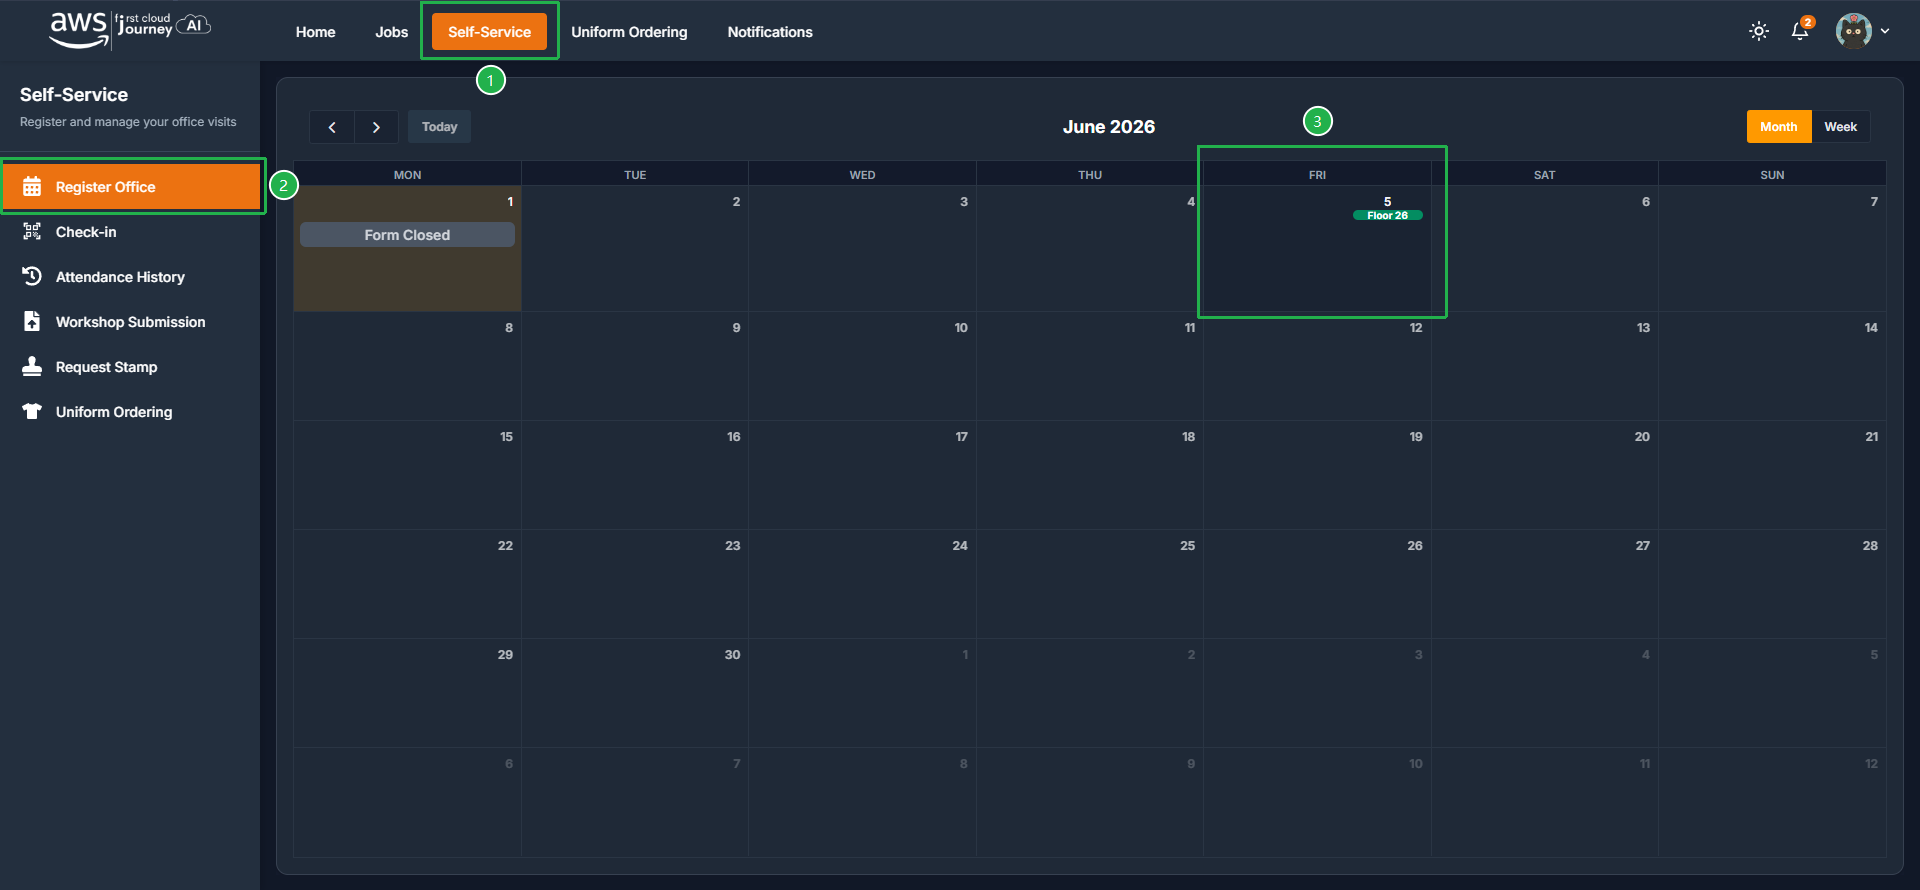 aws first cloud journey AI
Home Jobs Self-Service Uniform Ordering Notifications 2
1
Self-Service
Register and manage your office visits
Register Office
2
Check-in
Attendance History
Workshop Submission
Request Stamp
Uniform Ordering
Today June 2026 3 Month Week
MON TUE WED THU FRI SAT SUN
1 2 3 4 5 6 7
Floor 26
Form Closed
8 9 10 11 12 13 14
15 16 17 18 19 20 21
22 23 24 25 26 27 28
29 30 1 2 3 4 5
6 7 8 9 10 11 12